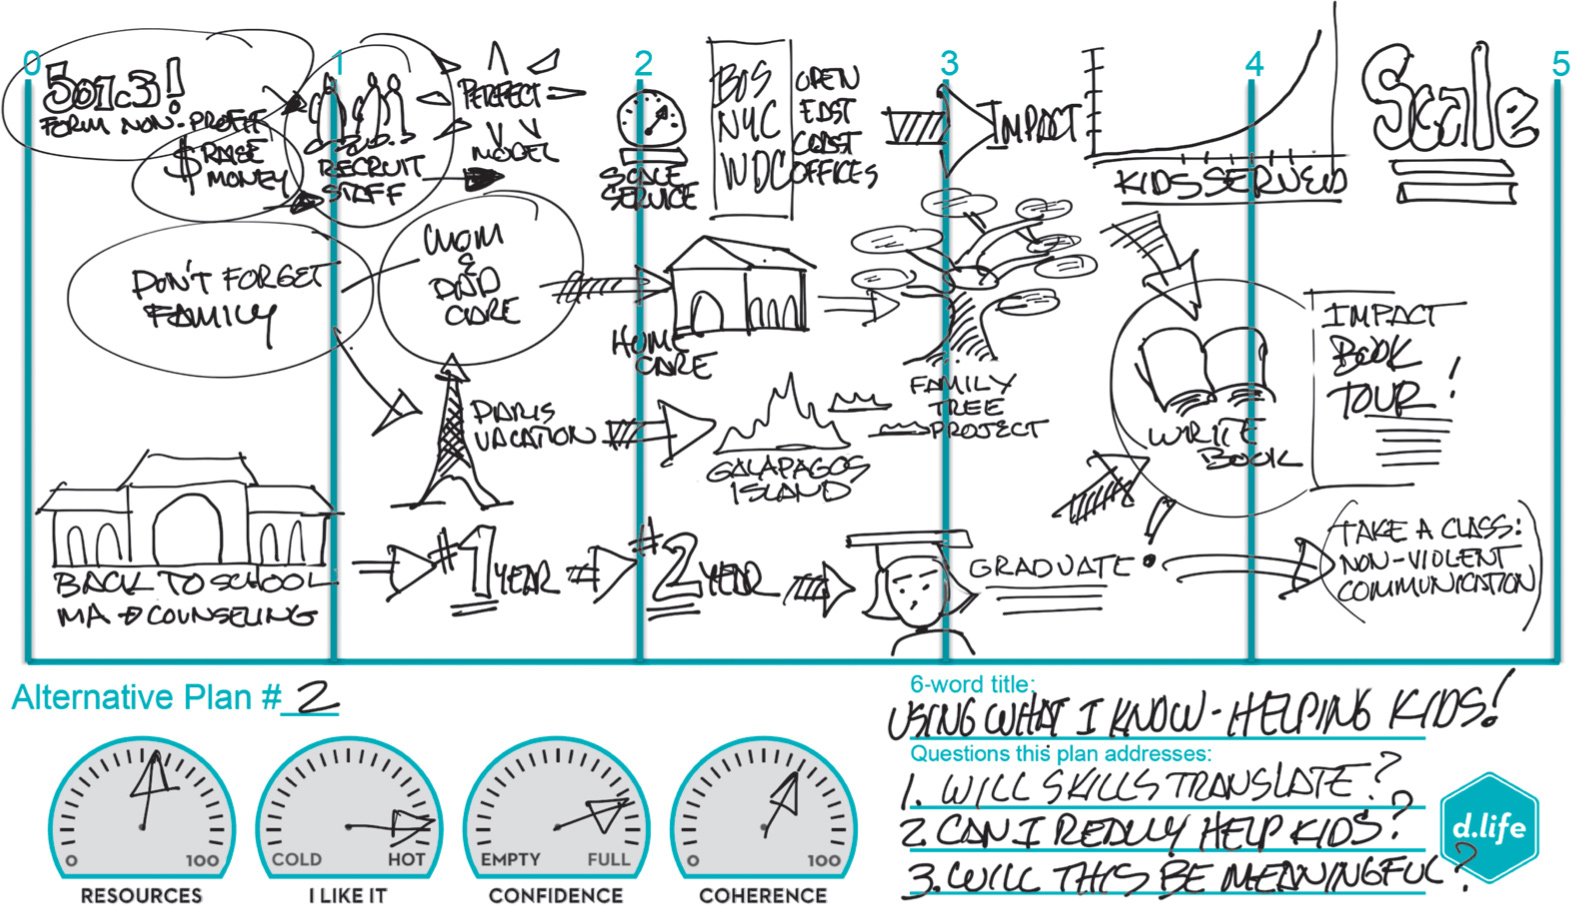 0
1
2
3
4
5
501c3!
FORM NON-PROFIT
$ RAISE
MONEY
RECRUIT
STAFF
PERFECT
MODEL
SCALE
SERVICE
BOS
NYC
WDC
OPEN
EAST
COAST
OFFICES
IMPACT
KIDS SERVED
Scale
DON'T FORGET
FAMILY
MOM
&
DAD
CARE
HOME
CARE
FAMILY
TREE
PROJECT
PARIS
VACATION
GALAPAGOS
ISLAND
WRITE
BOOK
IMPACT
BOOK
TOUR!
BACK TO SCHOOL
MA → COUNSELING
#1 YEAR
#2 YEAR
GRADUATE!
TAKE A CLASS:
NON-VIOLENT
COMMUNICATION
Alternative Plan # 2
0 100
RESOURCES
COLD HOT
I LIKE IT
EMPTY FULL
CONFIDENCE
0 100
COHERENCE
6-word title:
USING WHAT I KNOW - HELPING KIDS!
Questions this plan addresses:
1. WILL SKILLS TRANSLATE?
2. CAN I REALLY HELP KIDS?
3. WILL THIS BE MEANINGFUL?
d.life